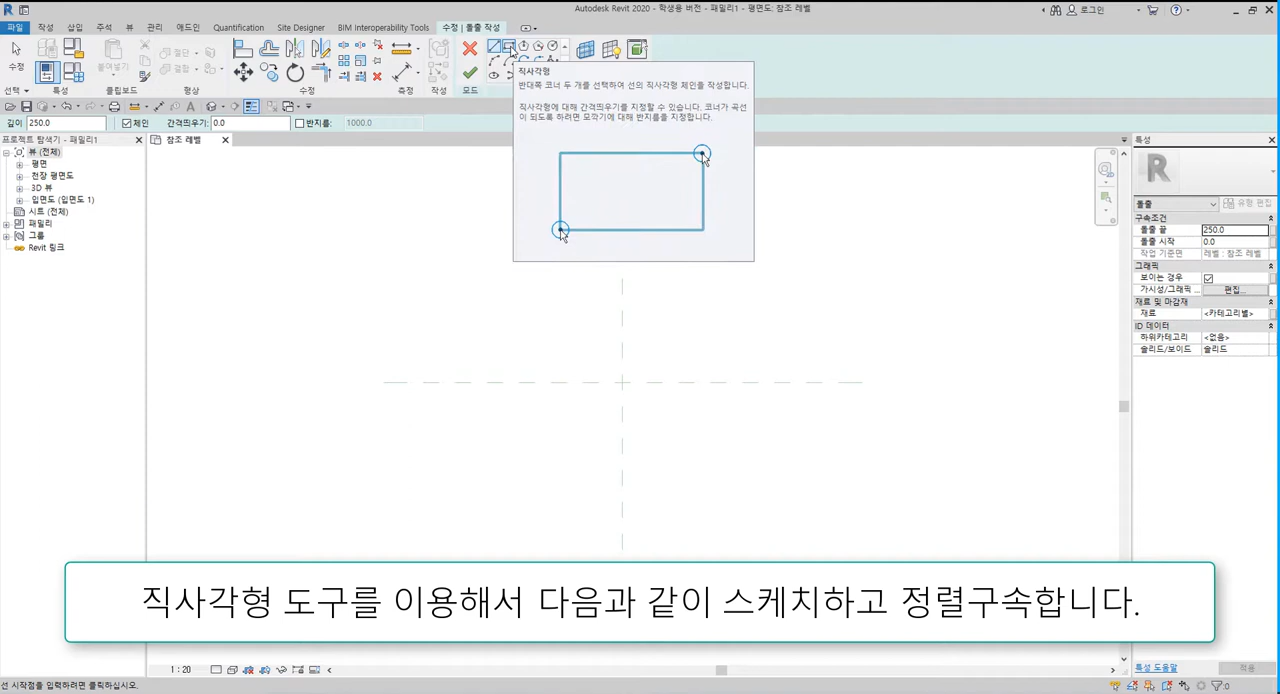 Autodesk Revit 2020 - 학생용 버전 - 패밀리1 - 평면도: 참조 레벨
로그인
파일 작성 삽입 주석 뷰 관리 애드인 Quantification Site Designer BIM Interoperability Tools 수정 | 돌출 작성
수정
붙여넣기
절단
결합
선택 특성 클립보드 형상 수정 측정 작성 모드
직사각형
반대쪽 코너 두 개를 선택하여 선의 직사각형 체인을 작성합니다.
직사각형에 대해 간격띄우기를 지정할 수 있습니다. 코너가 곡선
이 되도록 하려면 모깎기에 대해 반지름을 지정합니다.
깊이 250.0 체인 간격띄우기: 0.0 반지름: 1000.0
프로젝트 탐색기 - 패밀리1
참조 레벨
특성
뷰 (전체)
평면
천장 평면도
3D 뷰
입면도 (입면도 1)
시트 (전체)
패밀리
그룹
Revit 링크
돌출 유형 편집
구속조건
돌출 끝 250.0
돌출 시작 0.0
작업 기준면 레벨 : 참조 레벨
그래픽
보이는 경우
가시성/그래픽 ... 편집...
재료 및 마감재
재료 <카테고리별>
ID 데이터
하위카테고리 <없음>
솔리드/보이드 솔리드
직사각형 도구를 이용해서 다음과 같이 스케치하고 정렬구속합니다.
1 : 20
특성 도움말 적용
선 시작점을 입력하려면 클릭하십시오.
:0